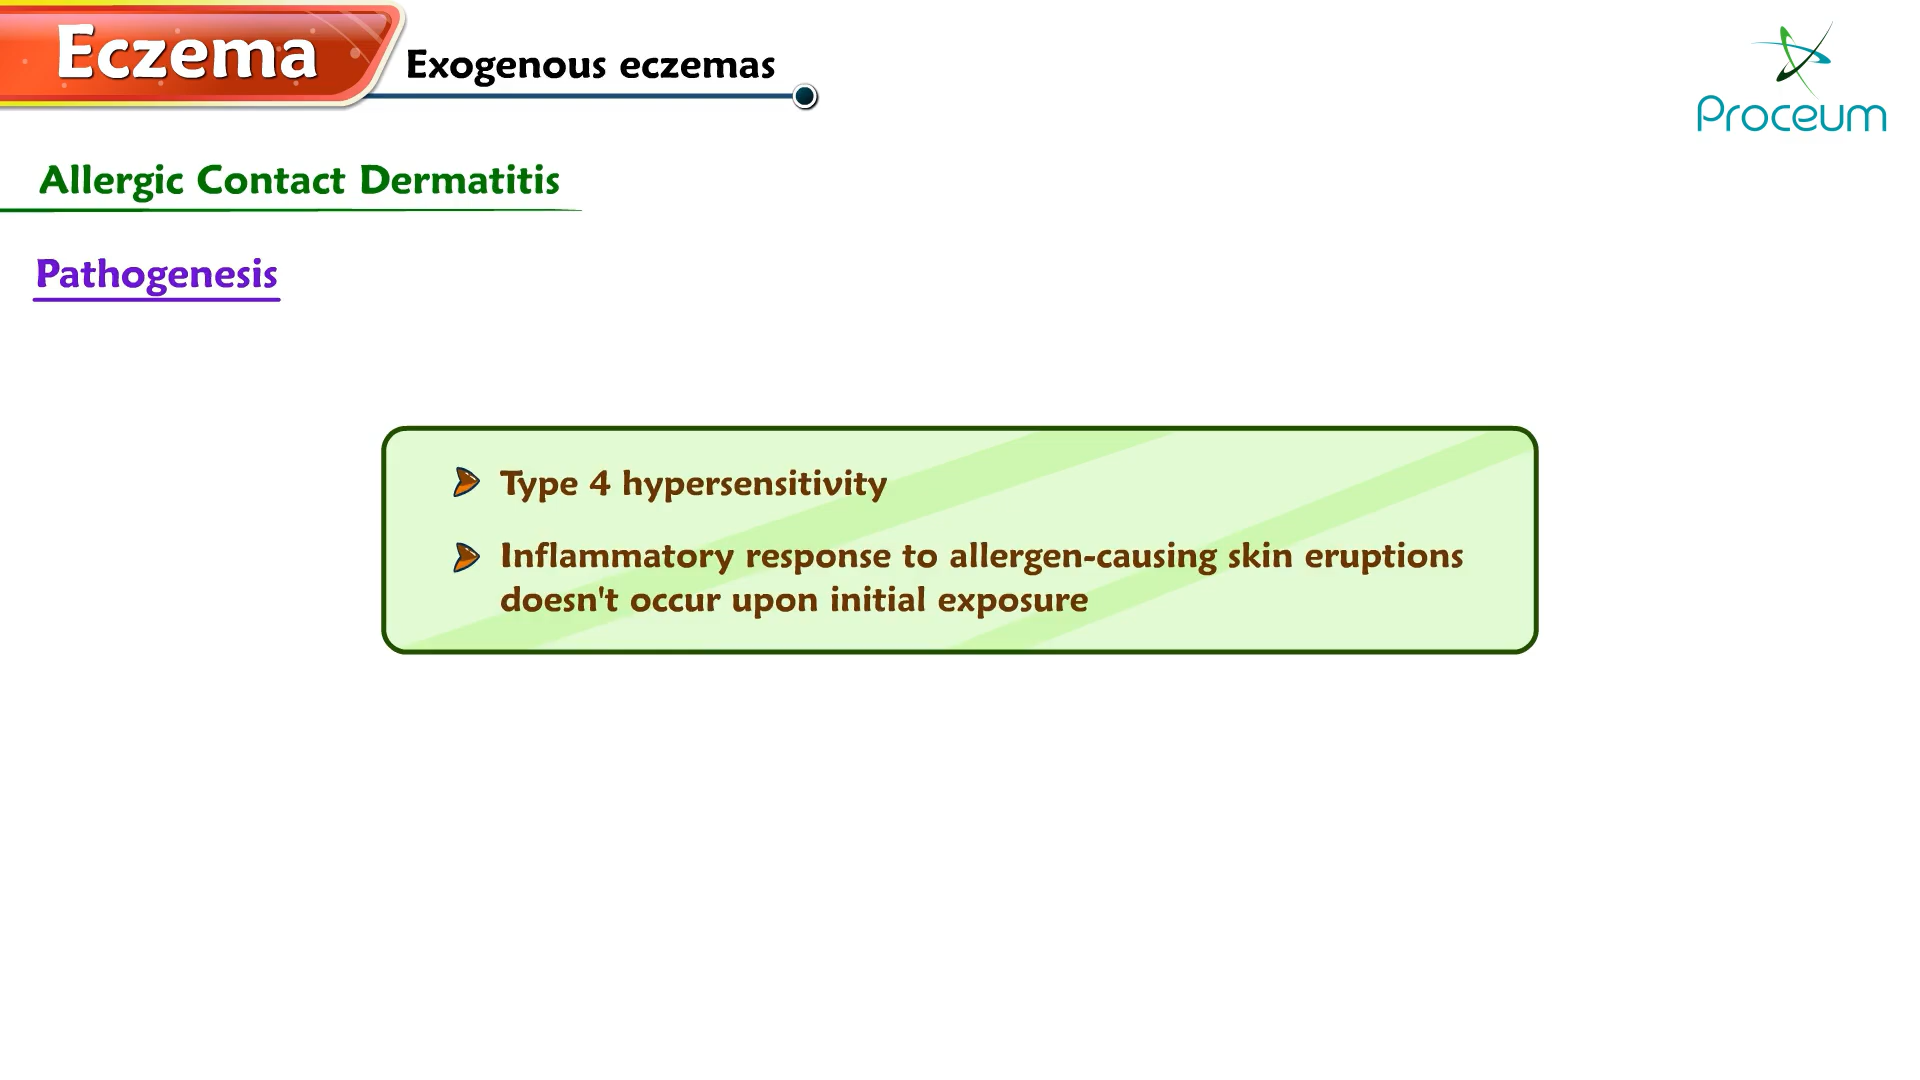 Eczema
Exogenous eczemas
Proceum
Allergic Contact Dermatitis
Pathogenesis
Type 4 hypersensitivity
Inflammatory response to allergen-causing skin eruptions
doesn't occur upon initial exposure